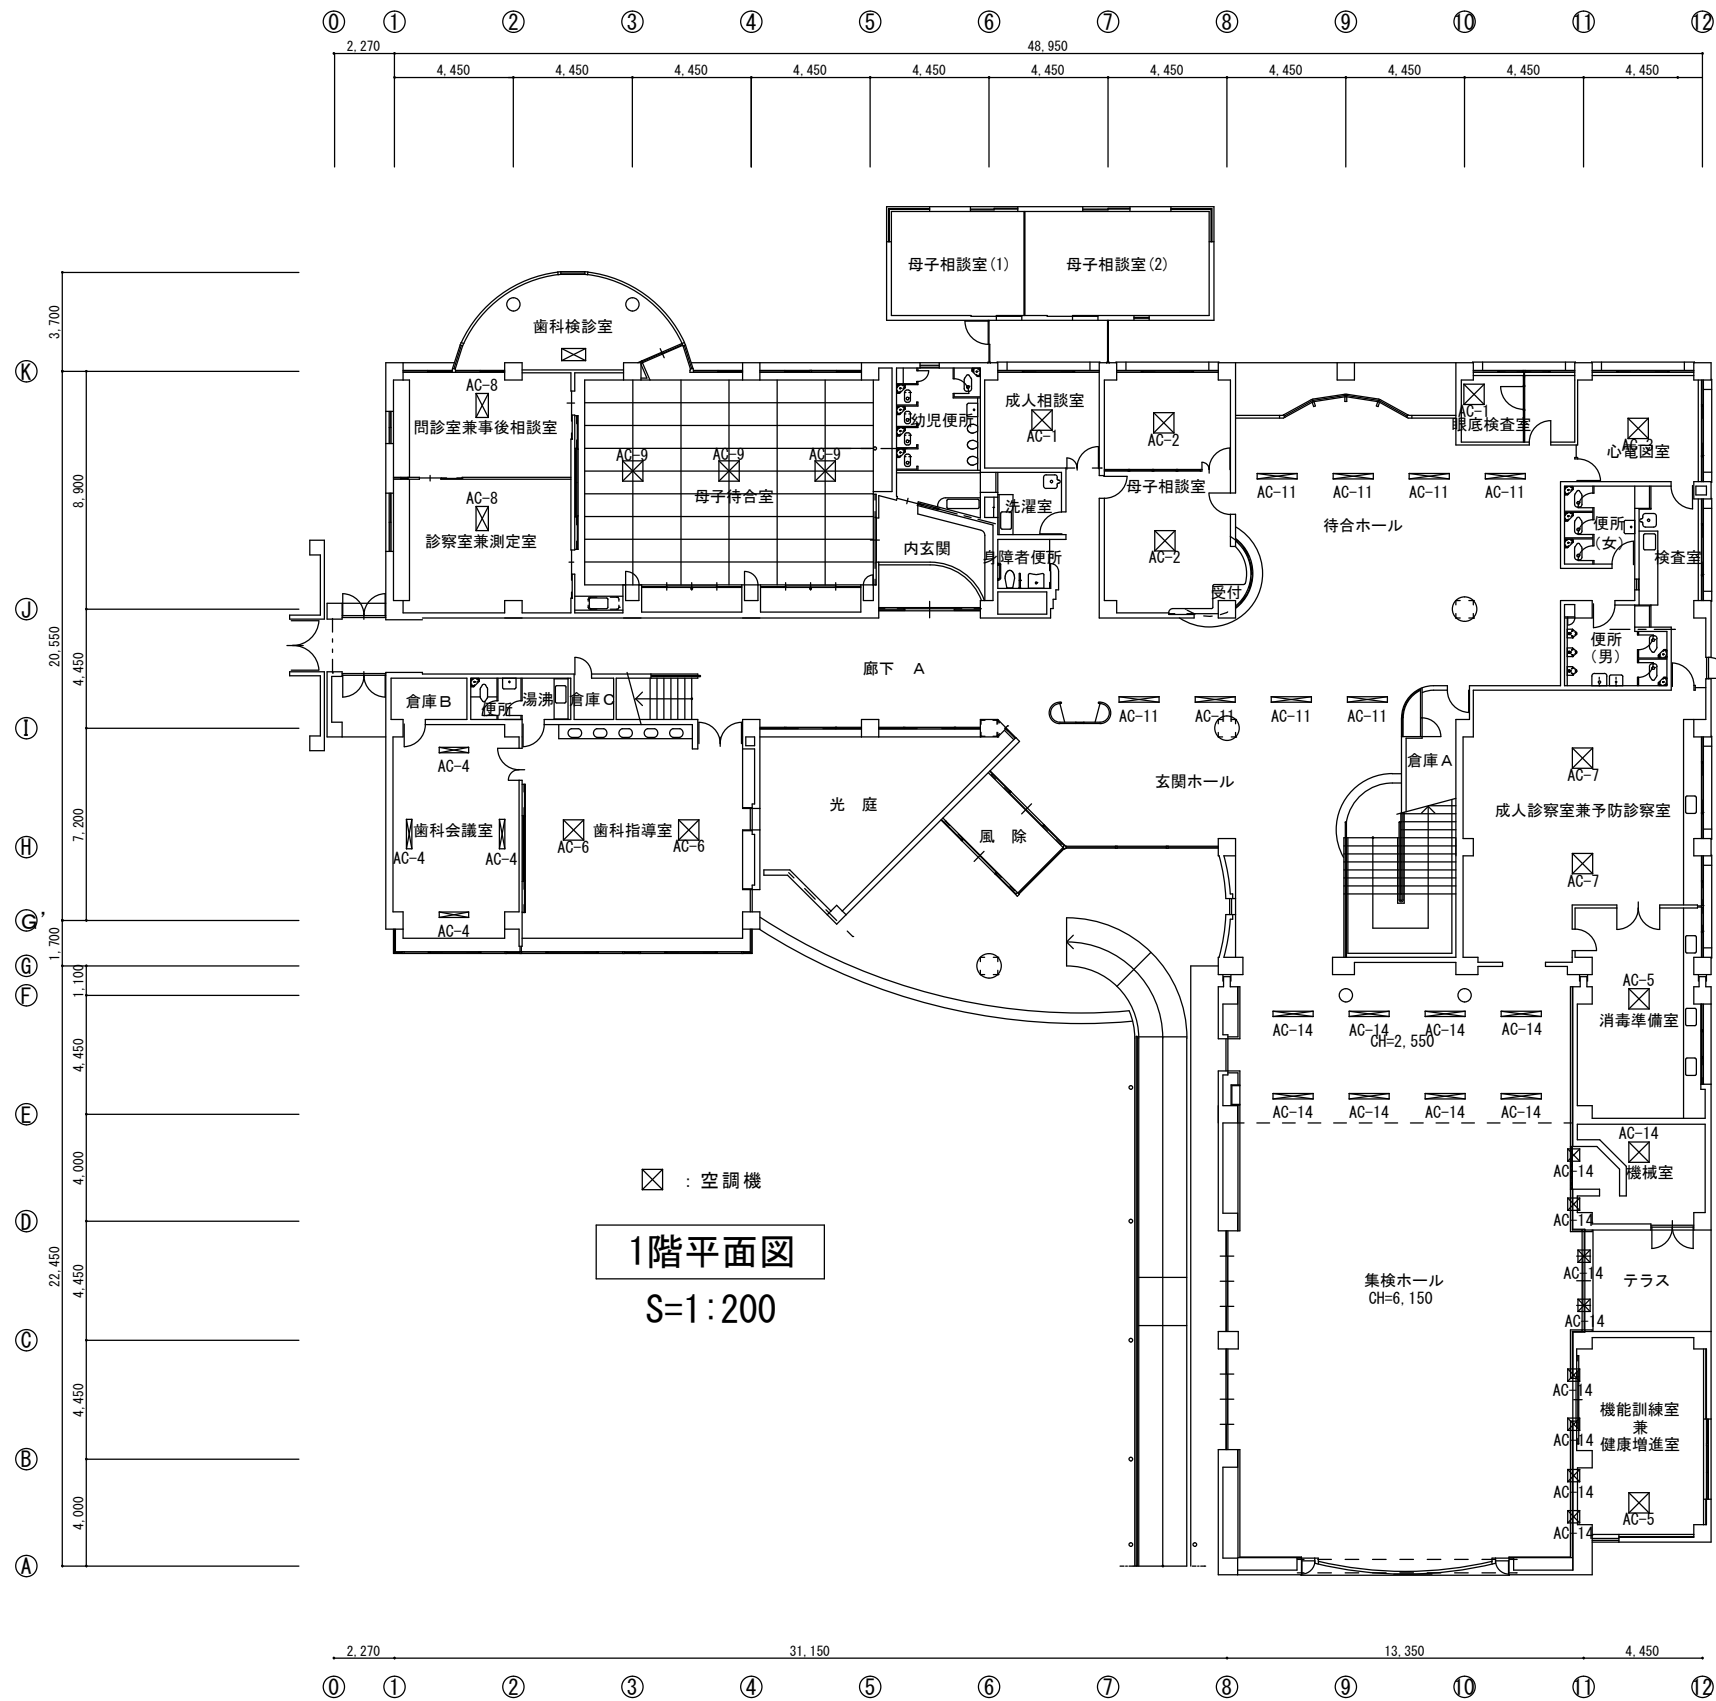 ⓪ ① ② ③ ④ ⑤ ⑥ ⑦ ⑧ ⑨ ⑩ ⑪ ⑫
2,270 48,950
4,450 4,450 4,450 4,450 4,450 4,450 4,450 4,450 4,450 4,450 4,450
母子相談室(1) 母子相談室(2)
3,700
歯科検診室
Ⓚ
AC-8
問診室兼事後相談室
幼児便所
成人相談室
AC-1
AC-2
AC-1
眼底検査室
心電図室
AC-9 AC-9 AC-9
母子待合室
母子相談室
AC-11 AC-11 AC-11 AC-11
8,900
AC-8
診察室兼測定室
内玄関
洗濯室
身障者便所
AC-2
待合ホール
便所
(女)
検査室
受付
Ⓙ
20,550
4,450
廊下 A
便所
(男)
倉庫B
便所
湯沸
倉庫C
AC-11 AC-11 AC-11 AC-11
Ⓘ
AC-4
倉庫A
AC-7
光 庭
玄関ホール
成人診察室兼予防診察室
7,200
歯科会議室
AC-4 AC-4
歯科指導室
AC-6 AC-6
風 除
Ⓗ
AC-7
AC-4
Ⓖ'
1,700
Ⓖ
1,100
Ⓕ
AC-5
消毒準備室
AC-14 AC-14 AC-14 AC-14
CH=2,550
4,450
AC-14 AC-14 AC-14 AC-14
Ⓔ
AC-14
機械室
AC-14
4,000
: 空調機
AC-14
Ⓓ
1階平面図
S=1:200
22,450
4,450
集検ホール
CH=6,150
AC-14
テラス
AC-14
Ⓒ
AC-14
4,450
機能訓練室
兼
健康増進室
AC-14
Ⓑ
AC-14
4,000
AC-5
AC-14
Ⓐ
2,270 31,150 13,350 4,450
⓪ ① ② ③ ④ ⑤ ⑥ ⑦ ⑧ ⑨ ⑩ ⑪ ⑫